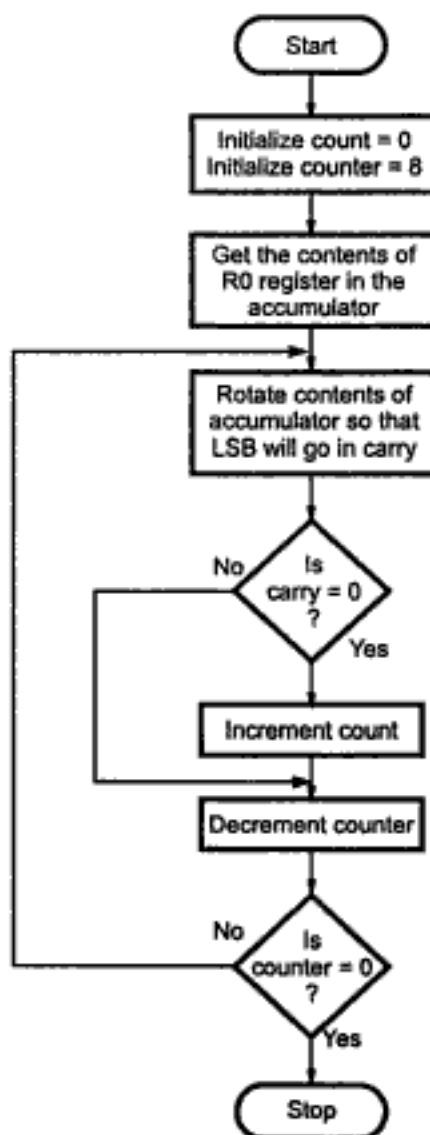 Start
Initialize count = 0
Initialize counter = 8
Get the contents of
R0 register in the
accumulator
Rotate contents of
accumulator so that
LSB will go in carry
No
Is
carry = 0
?
Yes
Increment count
Decrement counter
No
Is
counter = 0
?
Yes
Stop